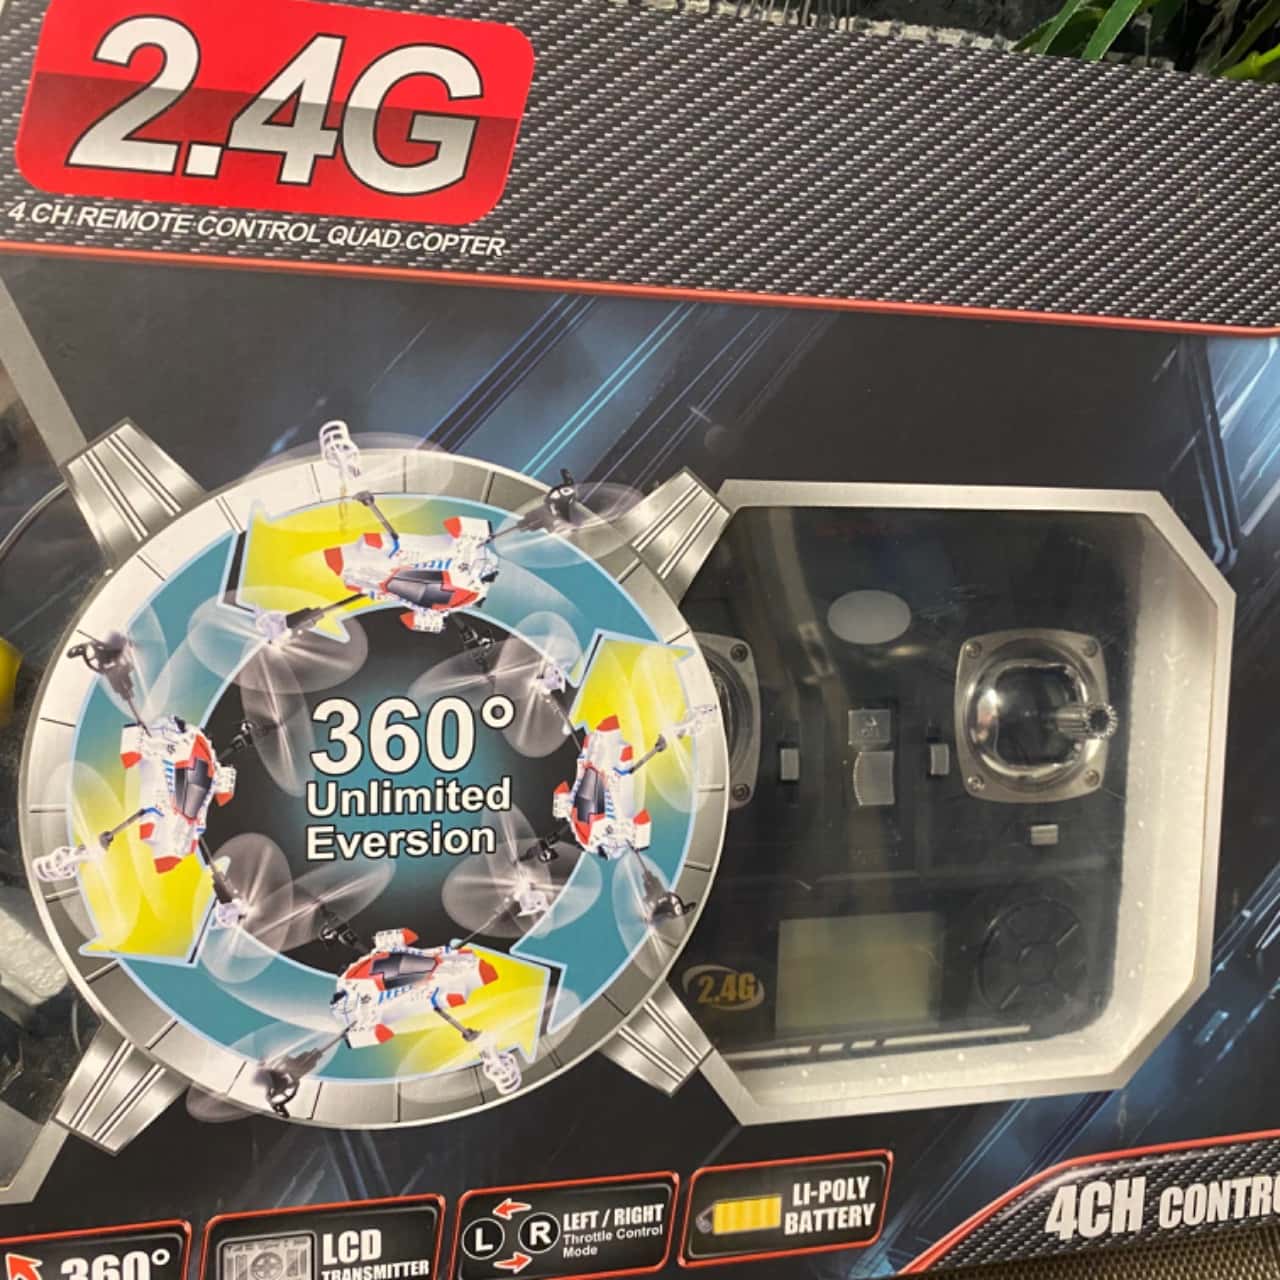 2.4G
4.CH.REMOTE CONTROL QUAD COPTER
360°
Unlimited
Eversion
2.4G
360°
LCD
TRANSMITTER
L R
LEFT / RIGHT
Throttle Control
Mode
LI-POLY
BATTERY
4CH CONTR